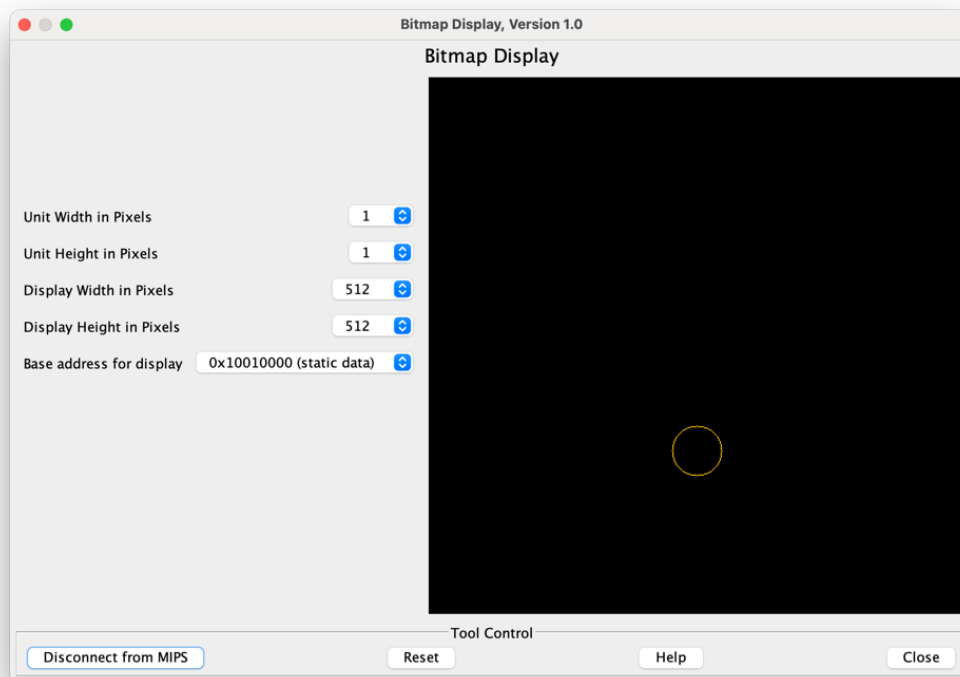 Bitmap Display, Version 1.0
Bitmap Display
Unit Width in Pixels 1
Unit Height in Pixels 1
Display Width in Pixels 512
Display Height in Pixels 512
Base address for display 0x10010000 (static data)
Tool Control
Disconnect from MIPS Reset Help Close